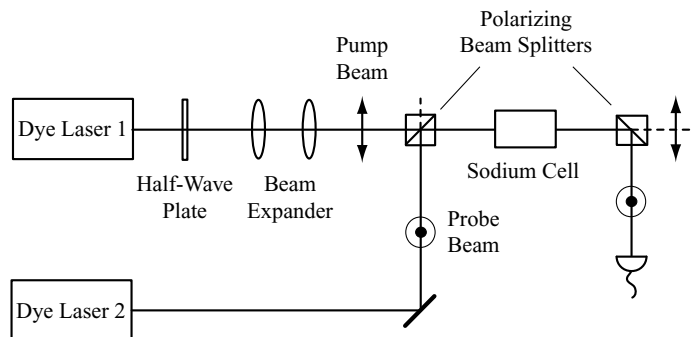 Polarizing
Beam Splitters
Pump
Beam
Dye Laser 1
Half-Wave
Plate
Beam
Expander
Sodium Cell
Probe
Beam
Dye Laser 2